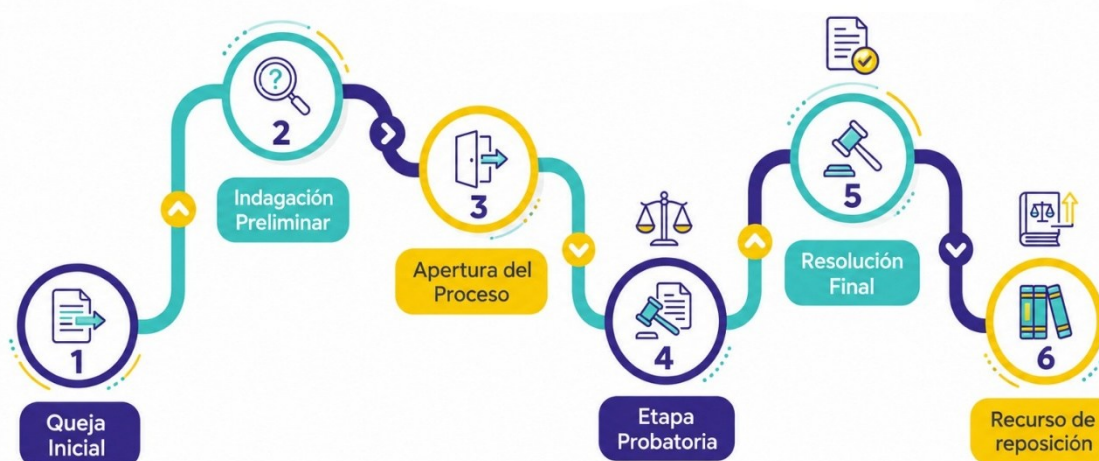 ?
2
Indagación
Preliminar
3
Apertura del
Proceso
5
Resolución
Final
1
Queja
Inicial
4
Etapa
Probatoria
6
Recurso de
reposición